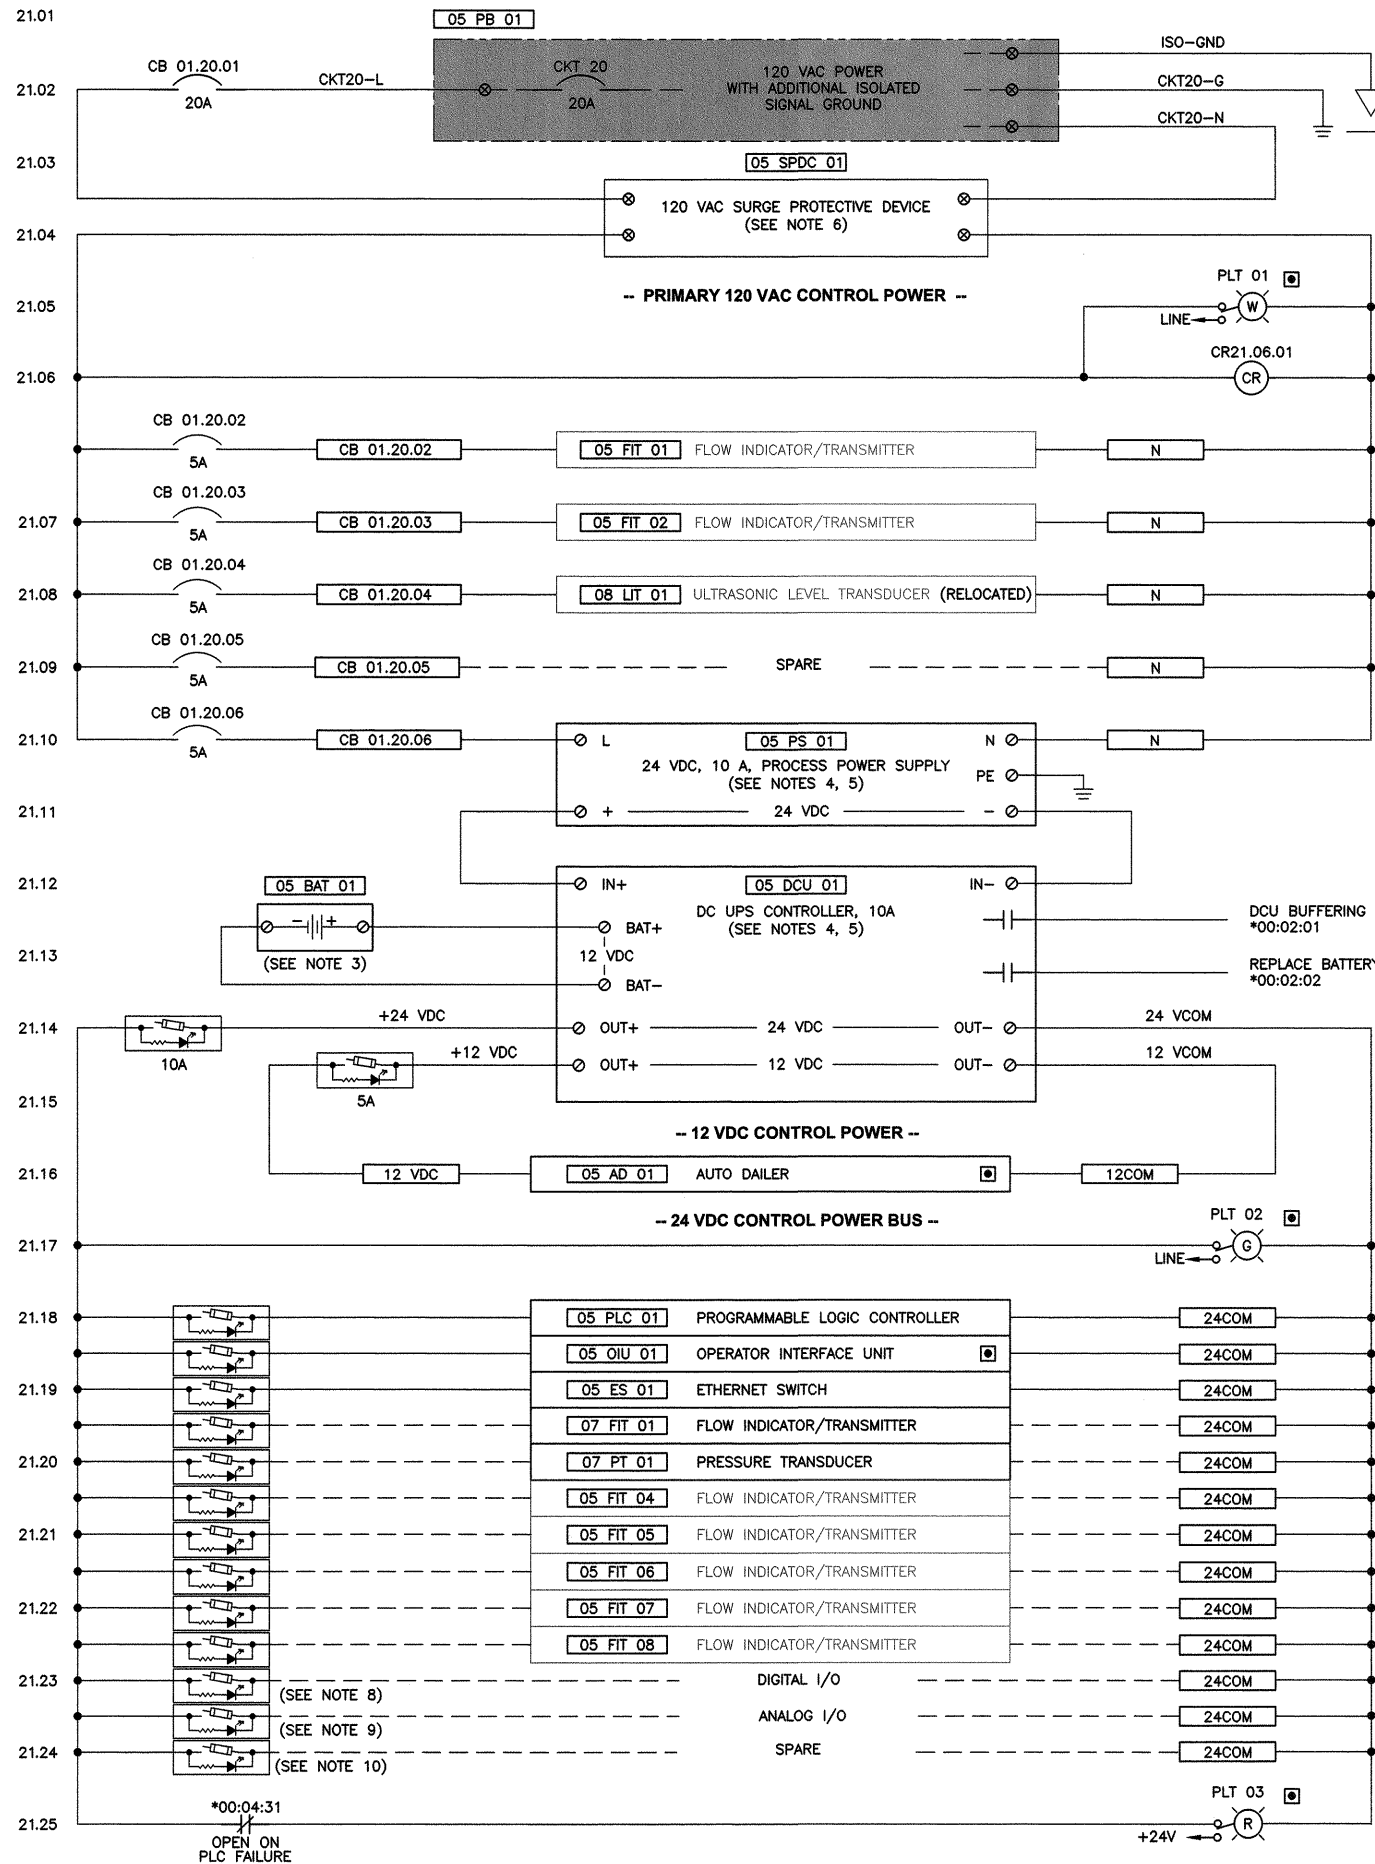 21.01
05 PB 01
ISO-GND
CB 01.20.01
CKT20-L
CKT 20
120 VAC POWER
WITH ADDITIONAL ISOLATED
SIGNAL GROUND
CKT20-G
21.02
20A
20A
CKT20-N
21.03
05 SPDC 01
120 VAC SURGE PROTECTIVE DEVICE
(SEE NOTE 6)
21.04
PLT 01
-- PRIMARY 120 VAC CONTROL POWER --
21.05
W
LINE
CR21.06.01
21.06
CR
CB 01.20.02
5A
CB 01.20.02
05 FIT 01 FLOW INDICATOR/TRANSMITTER
N
CB 01.20.03
21.07
5A
CB 01.20.03
05 FIT 02 FLOW INDICATOR/TRANSMITTER
N
CB 01.20.04
21.08
5A
CB 01.20.04
08 LIT 01 ULTRASONIC LEVEL TRANSDUCER (RELOCATED)
N
CB 01.20.05
21.09
5A
CB 01.20.05
SPARE
N
CB 01.20.06
21.10
5A
CB 01.20.06
L
05 PS 01
N
N
24 VDC, 10 A, PROCESS POWER SUPPLY
(SEE NOTES 4, 5)
PE
21.11
+
24 VDC
-
21.12
05 BAT 01
IN+
05 DCU 01
IN-
DC UPS CONTROLLER, 10A
(SEE NOTES 4, 5)
DCU BUFFERING
*00:02:01
- +
BAT+
21.13
(SEE NOTE 3)
12 VDC
REPLACE BATTERY
*00:02:02
BAT-
21.14
+24 VDC
OUT+
24 VDC
OUT-
24 VCOM
10A
+12 VDC
OUT+
12 VDC
OUT-
12 VCOM
5A
21.15
-- 12 VDC CONTROL POWER --
21.16
12 VDC
05 AD 01 AUTO DAILER
12COM
-- 24 VDC CONTROL POWER BUS --
PLT 02
21.17
G
LINE
21.18
05 PLC 01 PROGRAMMABLE LOGIC CONTROLLER
24COM
05 OIU 01 OPERATOR INTERFACE UNIT
24COM
21.19
05 ES 01 ETHERNET SWITCH
24COM
07 FIT 01 FLOW INDICATOR/TRANSMITTER
24COM
21.20
07 PT 01 PRESSURE TRANSDUCER
24COM
05 FIT 04 FLOW INDICATOR/TRANSMITTER
24COM
21.21
05 FIT 05 FLOW INDICATOR/TRANSMITTER
24COM
05 FIT 06 FLOW INDICATOR/TRANSMITTER
24COM
21.22
05 FIT 07 FLOW INDICATOR/TRANSMITTER
24COM
05 FIT 08 FLOW INDICATOR/TRANSMITTER
24COM
21.23
(SEE NOTE 8)
DIGITAL I/O
24COM
(SEE NOTE 9)
ANALOG I/O
24COM
21.24
(SEE NOTE 10)
SPARE
24COM
PLT 03
*00:04:31
21.25
R
+24V
OPEN ON
PLC FAILURE